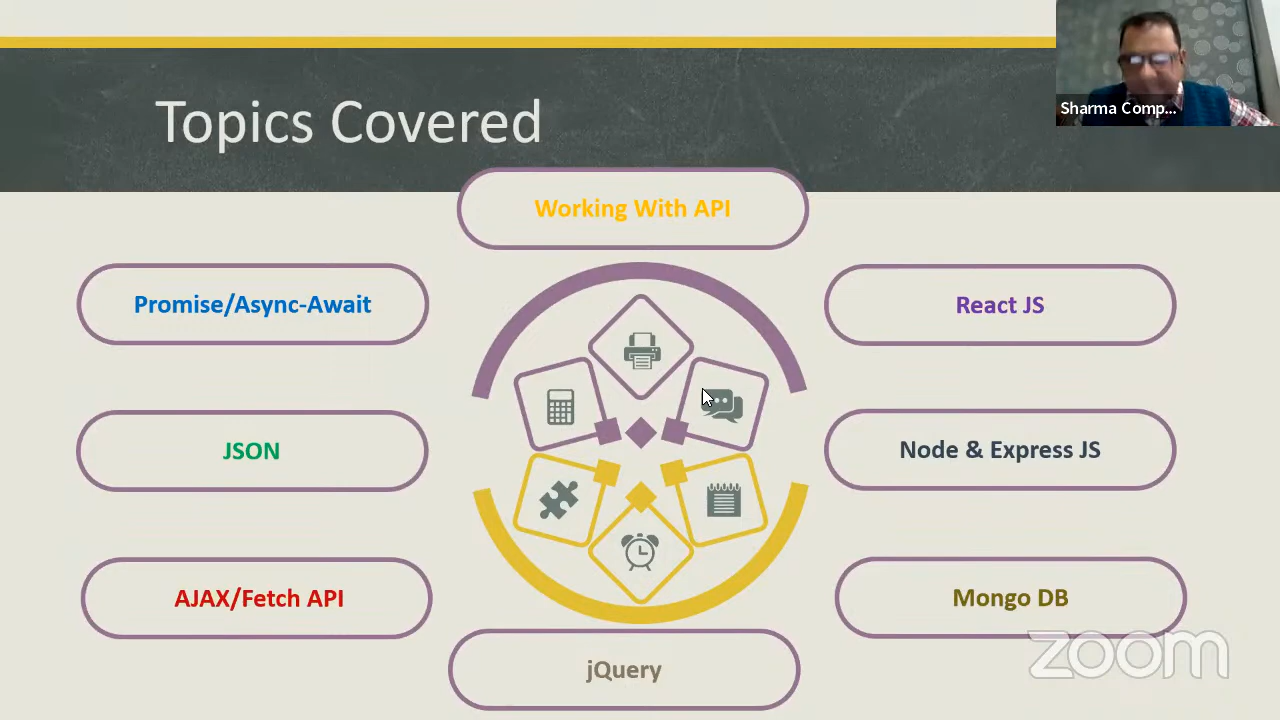 Topics Covered
Sharma Comp...
Working With API
Promise/Async-Await
React JS
JSON
Node & Express JS
AJAX/Fetch API
Mongo DB
jQuery
zoom